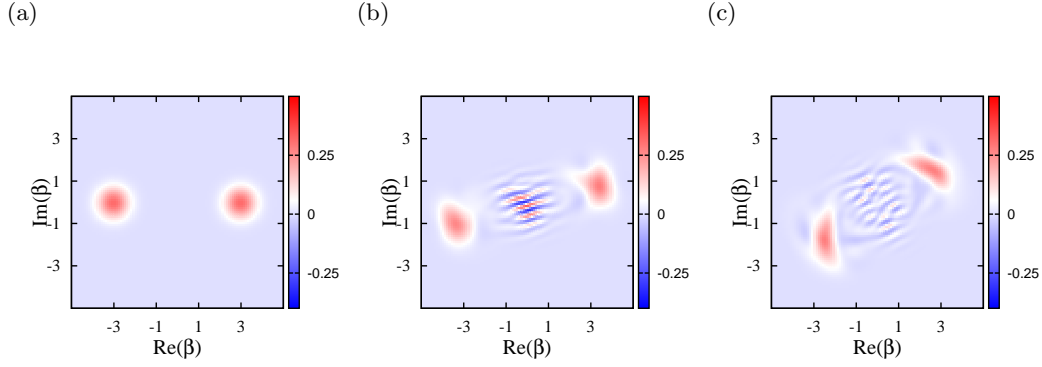 (a) (b) (c)
3 0.25 3 0.25 3 0.25
1 1 1
Im(β) 0 Im(β) 0 Im(β) 0
-1 -1 -1
-3 -0.25 -3 -0.25 -3 -0.25
-3 -1 1 3 -3 -1 1 3 -3 -1 1 3
Re(β) Re(β) Re(β)